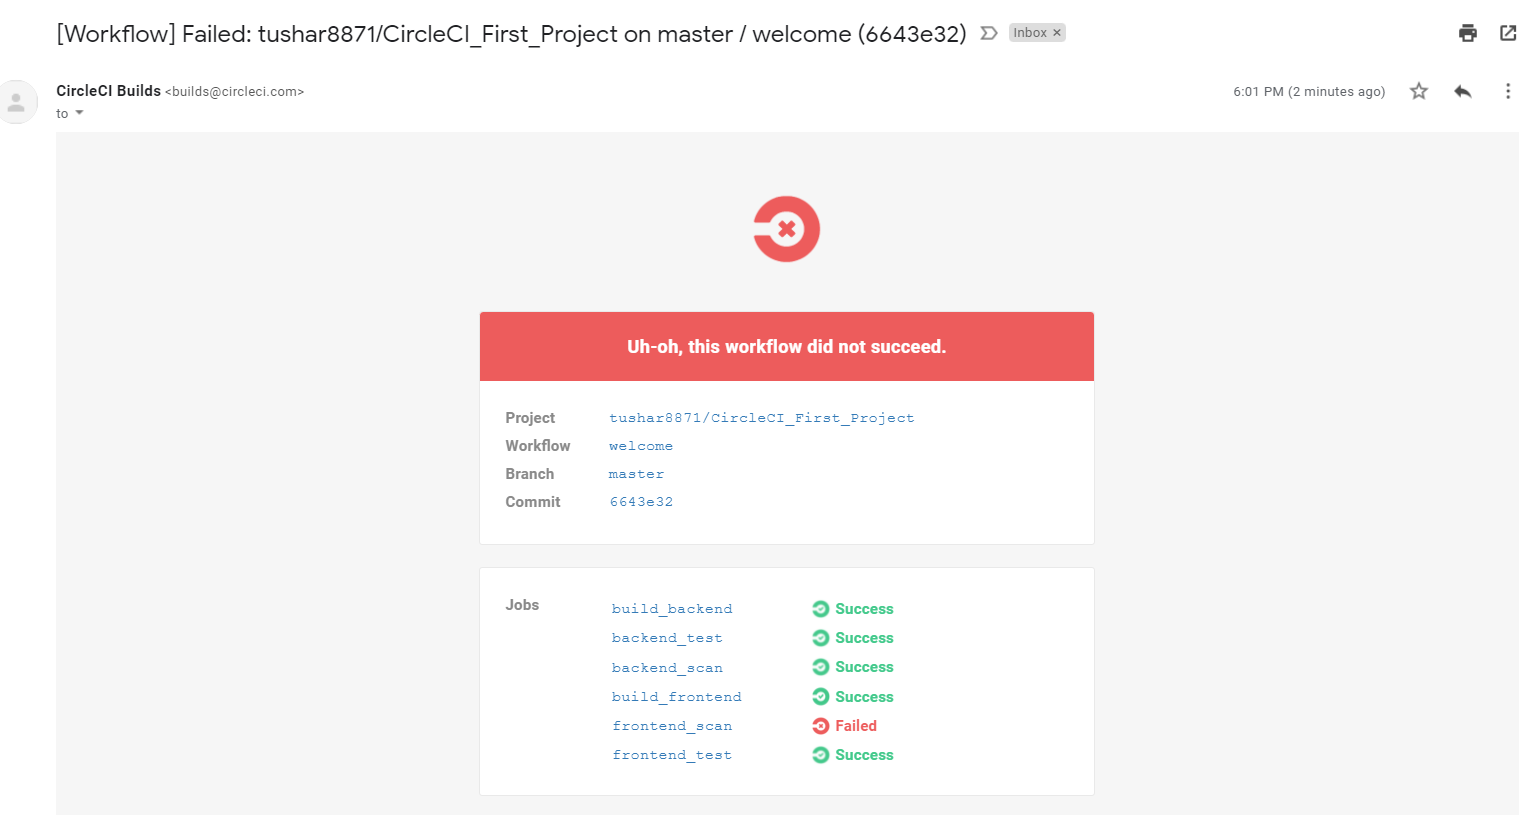 [Workflow] Failed: tushar8871/CircleCI_First_Project on master / welcome (6643e32) Inbox ×
CircleCI Builds <builds@circleci.com> 6:01 PM (2 minutes ago)
to
Uh-oh, this workflow did not succeed.
Project tushar8871/CircleCI_First_Project
Workflow welcome
Branch master
Commit 6643e32
Jobs build_backend Success
backend_test Success
backend_scan Success
build_frontend Success
frontend_scan Failed
frontend_test Success